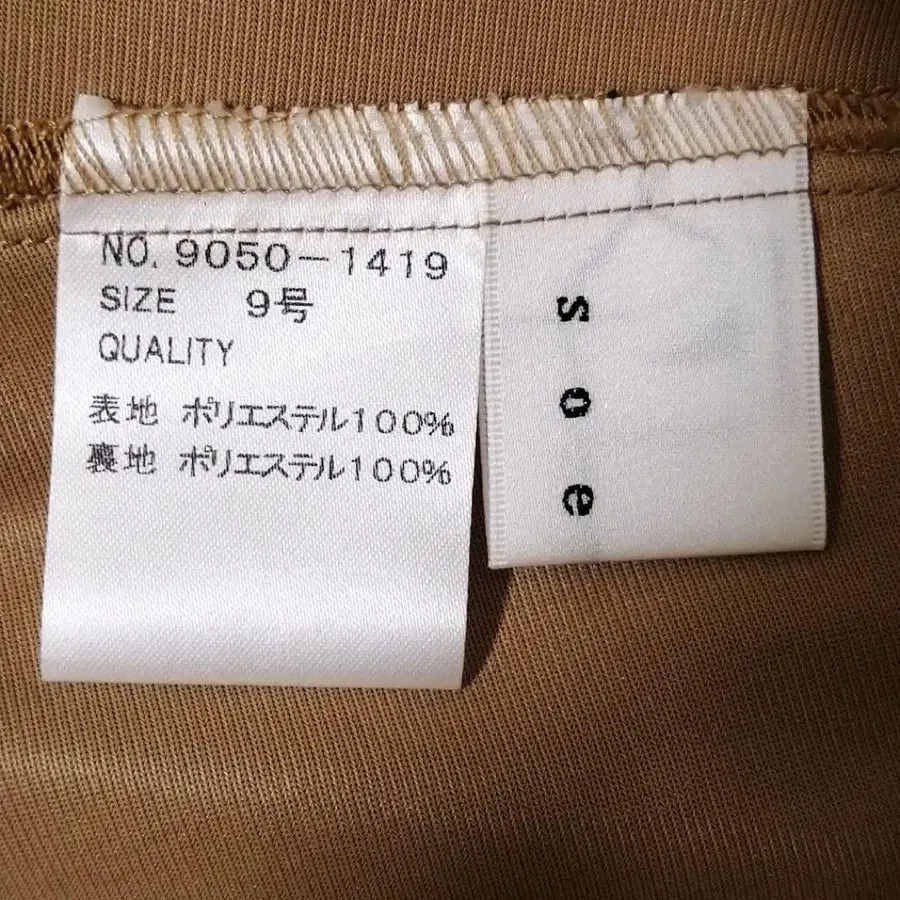 NO. 9050-1419
SIZE 9号
QUALITY
表地 ポリエステル100%
裏地 ポリエステル100%
soe